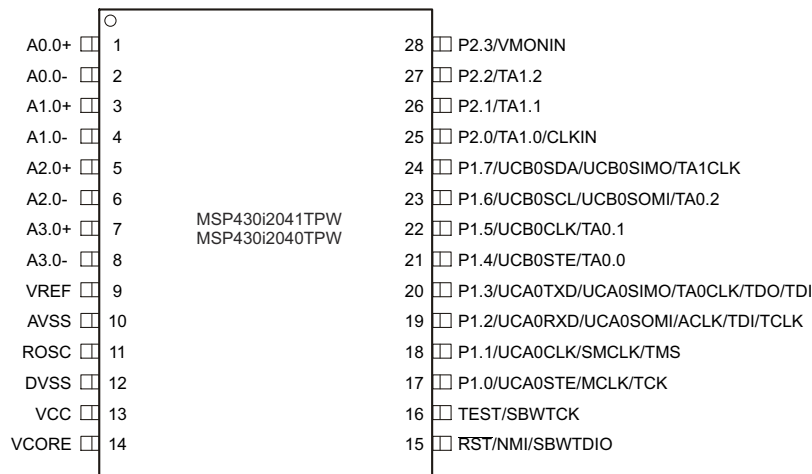 A0.0+ 1 28 P2.3/VMONIN
A0.0- 2 27 P2.2/TA1.2
A1.0+ 3 26 P2.1/TA1.1
A1.0- 4 25 P2.0/TA1.0/CLKIN
A2.0+ 5 24 P1.7/UCB0SDA/UCB0SIMO/TA1CLK
A2.0- 6 23 P1.6/UCB0SCL/UCB0SOMI/TA0.2
MSP430i2041TPW
A3.0+ 7 22 P1.5/UCB0CLK/TA0.1
MSP430i2040TPW
A3.0- 8 21 P1.4/UCB0STE/TA0.0
VREF 9 20 P1.3/UCA0TXD/UCA0SIMO/TA0CLK/TDO/TDI
AVSS 10 19 P1.2/UCA0RXD/UCA0SOMI/ACLK/TDI/TCLK
ROSC 11 18 P1.1/UCA0CLK/SMCLK/TMS
DVSS 12 17 P1.0/UCA0STE/MCLK/TCK
VCC 13 16 TEST/SBWTCK
VCORE 14 15 R̅S̅T̅/NMI/SBWTDIO